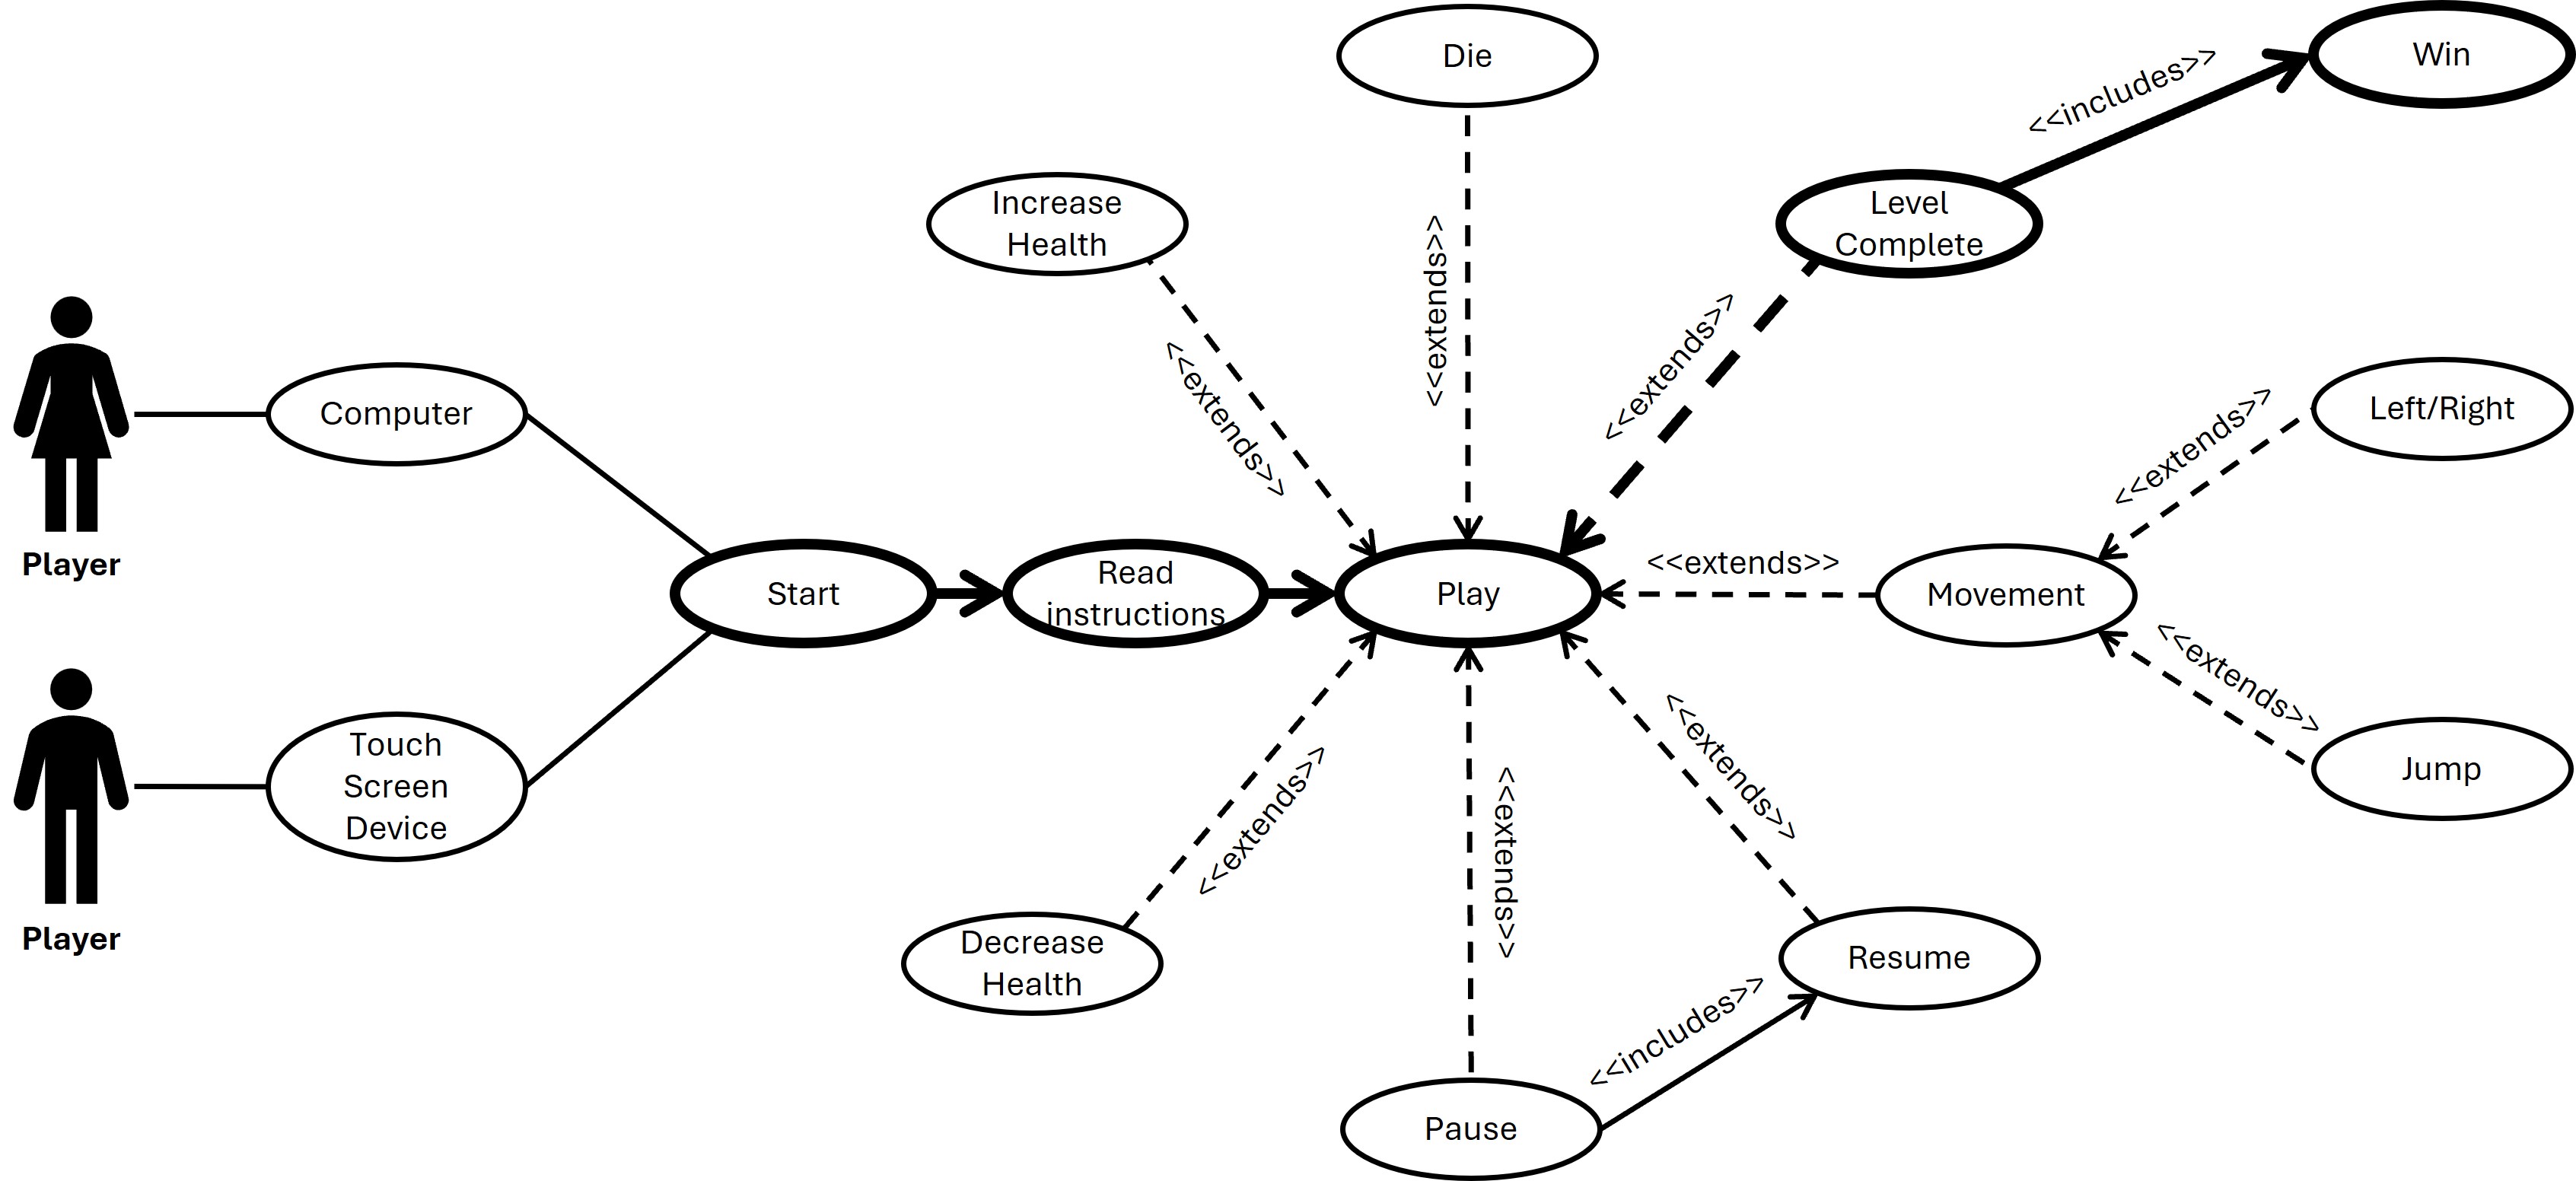 Die
Win
<<includes>>
Increase
Health
Level
Complete
<<extends>>
<<extends>>
<<extends>>
Left/Right
<<extends>>
Computer
Player
Start
Read
instructions
Play
<<extends>>
Movement
<<extends>>
Touch
Screen
Device
Player
<<extends>>
<<extends>>
<<extends>>
Jump
Decrease
Health
Resume
<<includes>>
Pause